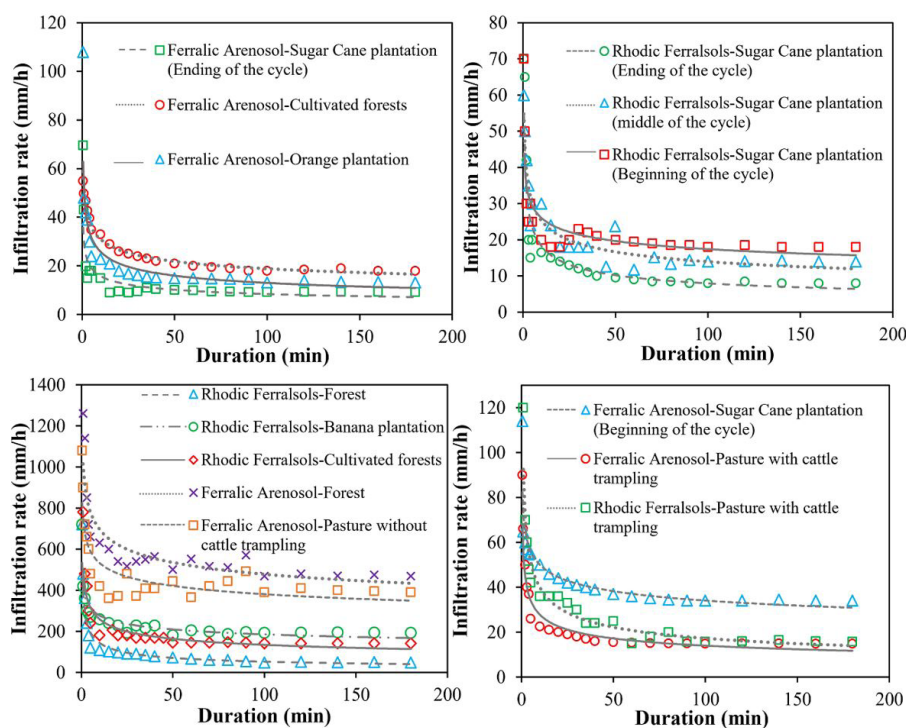 120
100
80
60
40
20
0
Infiltration rate (mm/h)
Ferralic Arenosol-Sugar Cane plantation
(Ending of the cycle)
Ferralic Arenosol-Cultivated forests
Ferralic Arenosol-Orange plantation
0
50
100
150
200
Duration (min)
80
70
60
50
40
30
20
10
0
Infiltration rate (mm/h)
Rhodic Ferralsols-Sugar Cane plantation
(Ending of the cycle)
Rhodic Ferralsols-Sugar Cane plantation
(middle of the cycle)
Rhodic Ferralsols-Sugar Cane plantation
(Beginning of the cycle)
0
50
100
150
200
Duration (min)
1400
1200
1000
800
600
400
200
0
Infiltration rate (mm/h)
Rhodic Ferralsols-Forest
Rhodic Ferralsols-Banana plantation
Rhodic Ferralsols-Cultivated forests
Ferralic Arenosol-Forest
Ferralic Arenosol-Pasture without
cattle trampling
0
50
100
150
200
Duration (min)
120
100
80
60
40
20
0
Infiltration rate (mm/h)
Ferralic Arenosol-Sugar Cane plantation
(Beginning of the cycle)
Ferralic Arenosol-Pasture with cattle
trampling
Rhodic Ferralsols-Pasture with cattle
trampling
0
50
100
150
200
Duration (min)